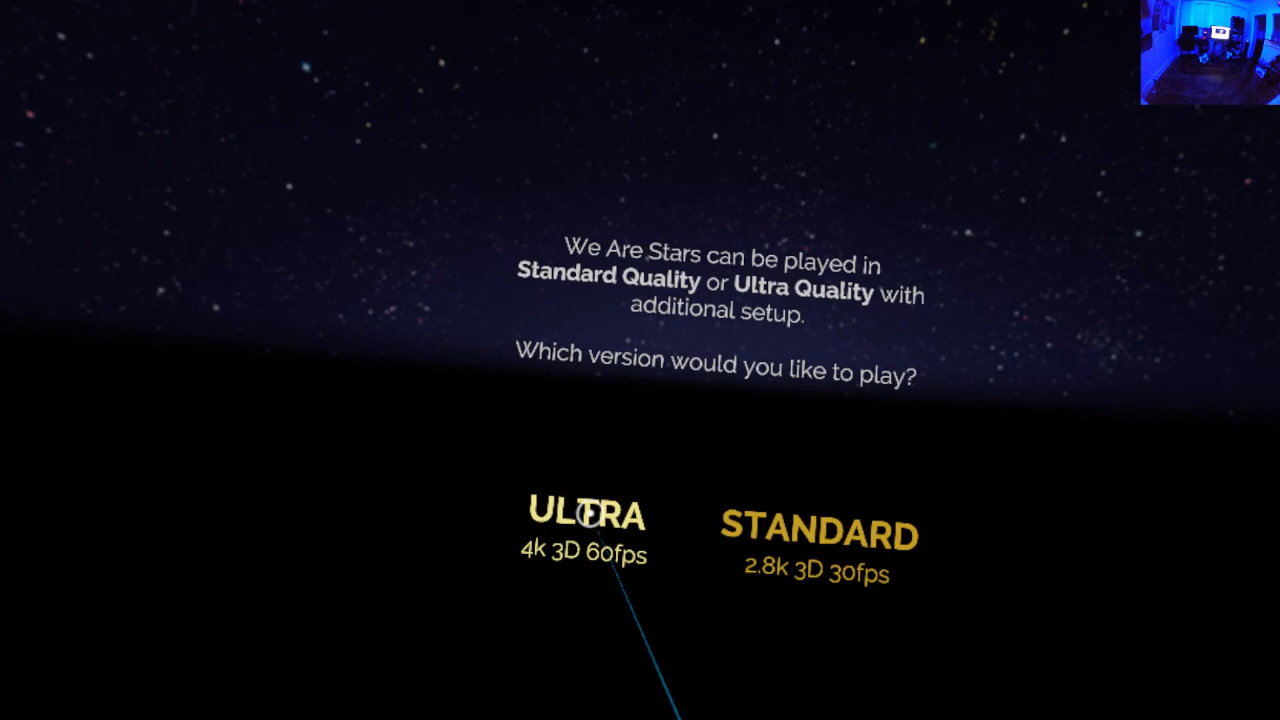 We Are Stars can be played in
Standard Quality or Ultra Quality with
additional setup.
Which version would you like to play?
ULTRA
4k 3D 60fps
STANDARD
2.8k 3D 30fps